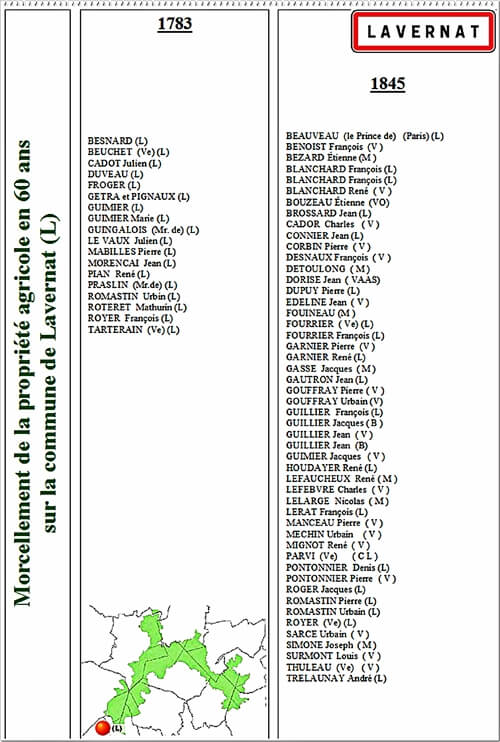 Morcellement de la propriété agricole en 60 ans
sur la commune de Lavernat (L)
1783
BESNARD (L)
BEUCHET (Ve) (L)
CADOT Julien (L)
DUVEAU (L)
FROGER (L)
GETRA et PIGNAUX (L)
GUIMIER (L)
GUIMIER Marie (L)
GUINGALOIS (Mr. de) (L)
LE VAUX Julien (L)
MABILLES Pierre (L)
MORENCAI Jean (L)
PIAN René (L)
PRASLIN (Mr.de) (L)
ROMASTIN Urbin (L)
ROTERET Mathurin (L)
ROYER François (L)
TARTERAIN (Ve) (L)
(L)
LAVERNAT
1845
BEAUVEAU (le Prince de) (Paris) (L)
BENOIST François ( V )
BEZARD Étienne ( M )
BLANCHARD François (L)
BLANCHARD François (L)
BLANCHARD René ( V )
BOUZEAU Étienne (VO)
BROSSARD Jean (L)
CADOR Charles ( V )
CONNIER Jean (L)
CORBIN Pierre ( V )
DESNAUX François ( V )
DETOULONG ( M )
DORISE Jean ( VAAS)
DUPUY Pierre (L)
EDELINE Jean ( V )
FOUINEAU ( M )
FOURRIER ( Ve) (L)
FOURRIER François (L)
GARNIER Pierre ( V )
GARNIER René (L)
GASSE Jacques ( M )
GAUTRON Jean (L)
GOUFFRAY Pierre ( V )
GOUFFRAY Urbain (V)
GUILLIER François (L)
GUILLIER Jacques ( B )
GUILLIER Jean ( V )
GUILLIER Jean (B)
GUIMIER Jacques ( V )
HOUDAYER René (L)
LEFAUCHEUX René ( M )
LEFEBVRE Charles ( V )
LELARGE Nicolas ( M )
LERAT François (L)
MANCEAU Pierre ( V )
MECHIN Urbain ( V )
MIGNOT René ( V )
PARVI (Ve) ( C L )
PONTONNIER Denis (L)
PONTONNIER Pierre ( V )
ROGER Jacques (L)
ROMASTIN Pierre (L)
ROMASTIN Urbain (L)
ROYER (Ve) (L)
SARCE Urbain ( V )
SIMONE Joseph ( M )
SURMONT Louis ( V )
THULEAU (Ve) ( V )
TRELAUNAY André (L)